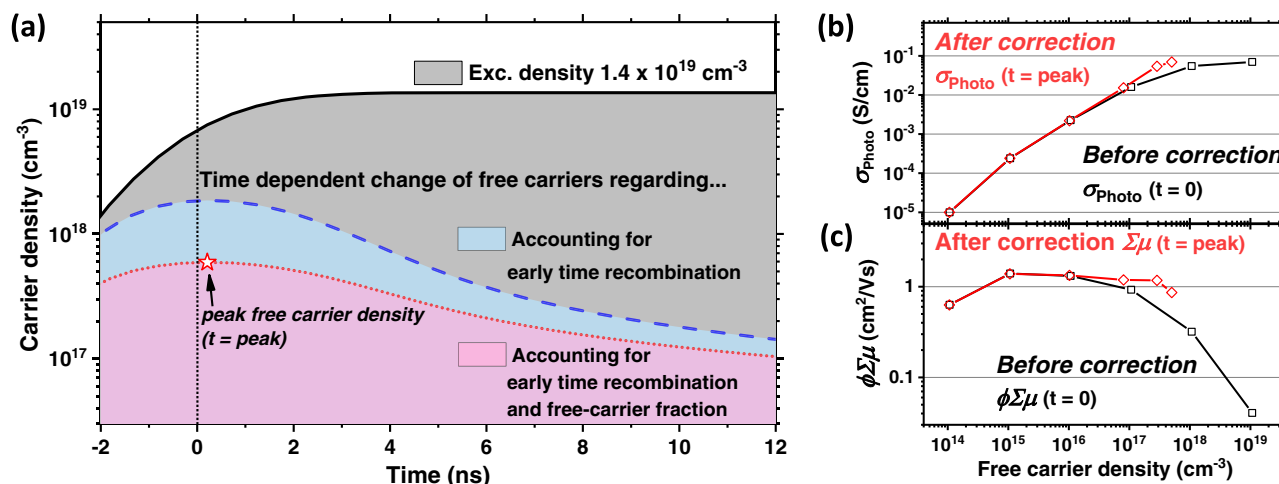 (a)
Carrier density (cm⁻³)
10¹⁹
10¹⁸
10¹⁷
Exc. density 1.4 x 10¹⁹ cm⁻³
Time dependent change of free carriers regarding...
Accounting for
early time recombination
peak free carrier density
(t = peak)
Accounting for
early time recombination
and free-carrier fraction
-2 0 2 4 6 8 10 12
Time (ns)
(b)
σPhoto (S/cm)
10⁻¹
10⁻²
10⁻³
10⁻⁴
10⁻⁵
After correction
σPhoto (t = peak)
Before correction
σPhoto (t = 0)
(c)
ϕΣμ (cm²/Vs)
1
0.1
After correction Σμ (t = peak)
Before correction
ϕΣμ (t = 0)
10¹⁴ 10¹⁵ 10¹⁶ 10¹⁷ 10¹⁸ 10¹⁹
Free carrier density (cm⁻³)